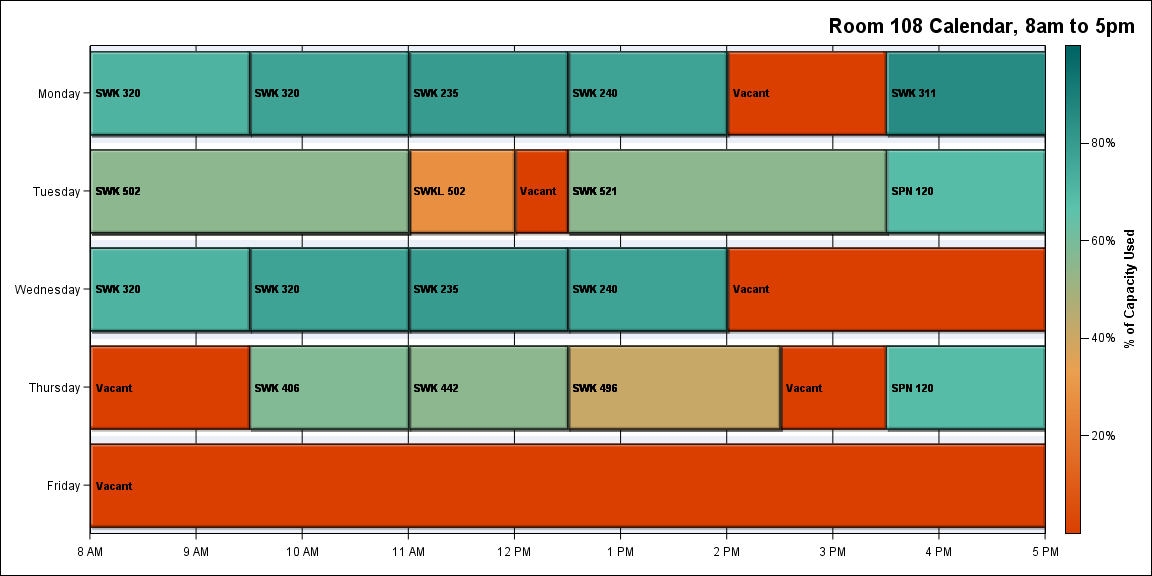 Room 108 Calendar, 8am to 5pm
Monday
SWK 320
SWK 320
SWK 235
SWK 240
Vacant
SWK 311
Tuesday
SWK 502
SWKL 502
Vacant
SWK 521
SPN 120
Wednesday
SWK 320
SWK 320
SWK 235
SWK 240
Vacant
Thursday
Vacant
SWK 406
SWK 442
SWK 496
Vacant
SPN 120
Friday
Vacant
8 AM
9 AM
10 AM
11 AM
12 PM
1 PM
2 PM
3 PM
4 PM
5 PM
80%
60%
40%
20%
% of Capacity Used